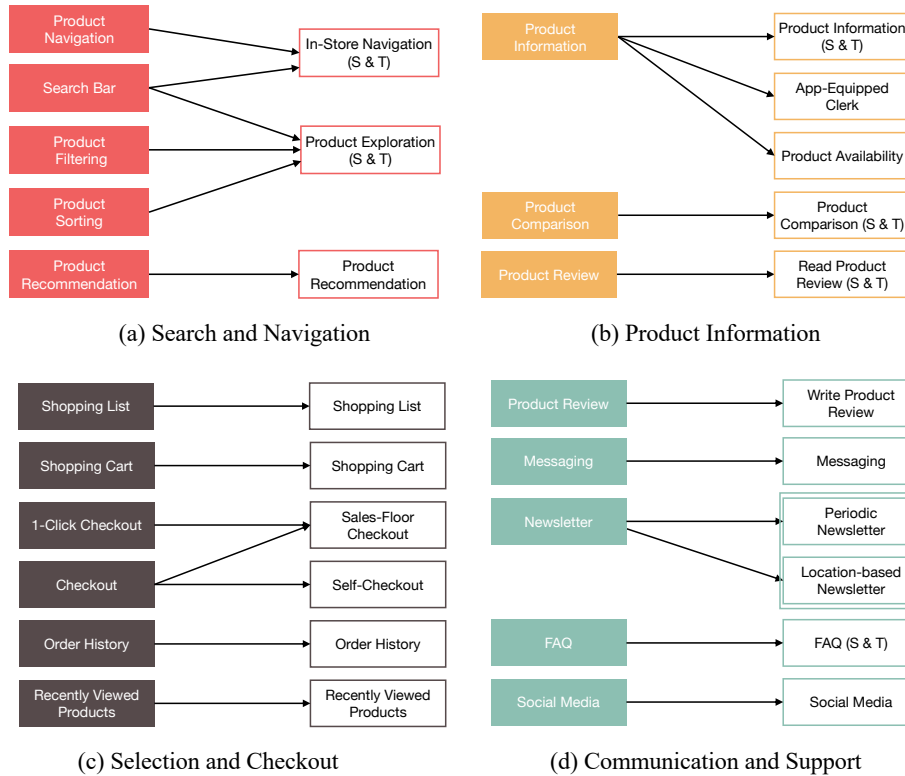 Product
Navigation
In-Store Navigation
(S & T)
Search Bar
Product
Filtering
Product Exploration
(S & T)
Product
Sorting
Product
Recommendation
Product
Recommendation
(a) Search and Navigation
Product
Information
Product Information
(S & T)
App-Equipped
Clerk
Product Availability
Product
Comparison
Product
Comparison (S & T)
Product Review
Read Product
Review (S & T)
(b) Product Information
Shopping List
Shopping List
Shopping Cart
Shopping Cart
1-Click Checkout
Sales-Floor
Checkout
Checkout
Self-Checkout
Order History
Order History
Recently Viewed
Products
Recently Viewed
Products
(c) Selection and Checkout
Product Review
Write Product
Review
Messaging
Messaging
Newsletter
Periodic
Newsletter
Location-based
Newsletter
FAQ
FAQ (S & T)
Social Media
Social Media
(d) Communication and Support